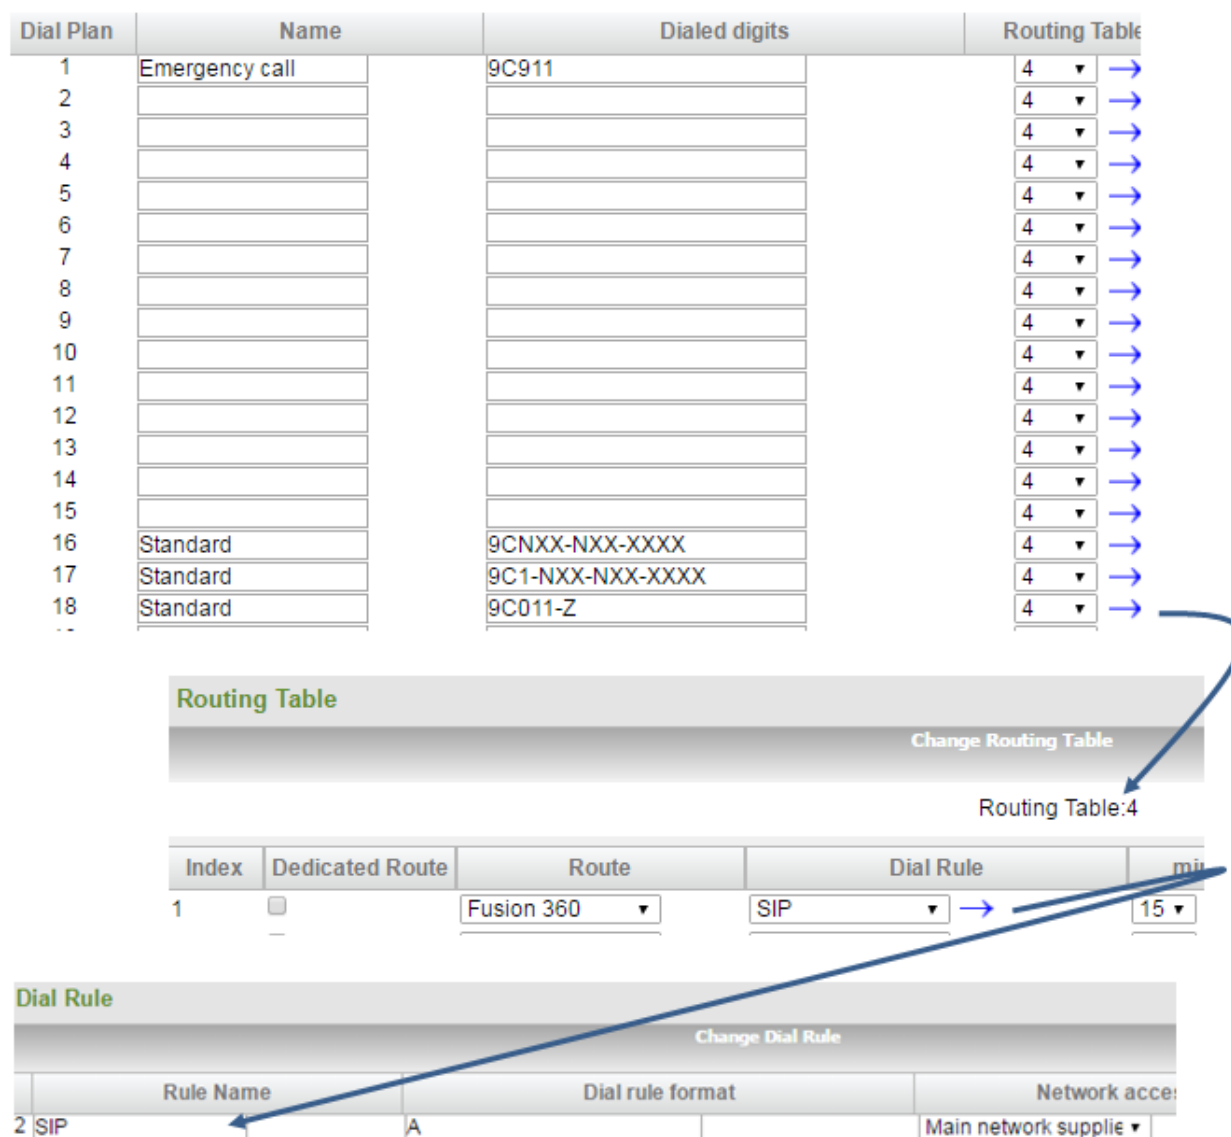 Dial Plan Name Dialed digits Routing Table
1 Emergency call 9C911 4
2 4
3 4
4 4
5 4
6 4
7 4
8 4
9 4
10 4
11 4
12 4
13 4
14 4
15 4
16 Standard 9CNXX-NXX-XXXX 4
17 Standard 9C1-NXX-NXX-XXXX 4
18 Standard 9C011-Z 4
Routing Table
Change Routing Table
Routing Table:4
Index Dedicated Route Route Dial Rule
1 Fusion 360 SIP 15
Dial Rule
Change Dial Rule
Rule Name Dial rule format Network acce
2 SIP A Main network supplie